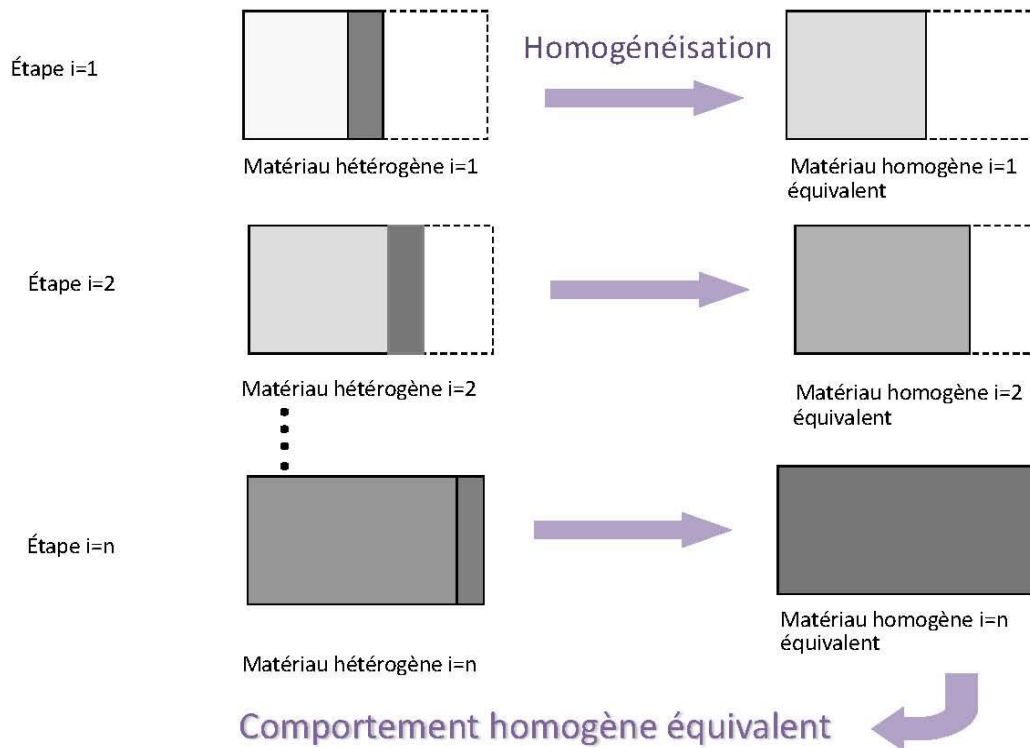 Étape i=1
Homogénéisation
Matériau hétérogène i=1
Matériau homogène i=1
équivalent
Étape i=2
Matériau hétérogène i=2
Matériau homogène i=2
équivalent
Étape i=n
Matériau hétérogène i=n
Matériau homogène i=n
équivalent
Comportement homogène équivalent